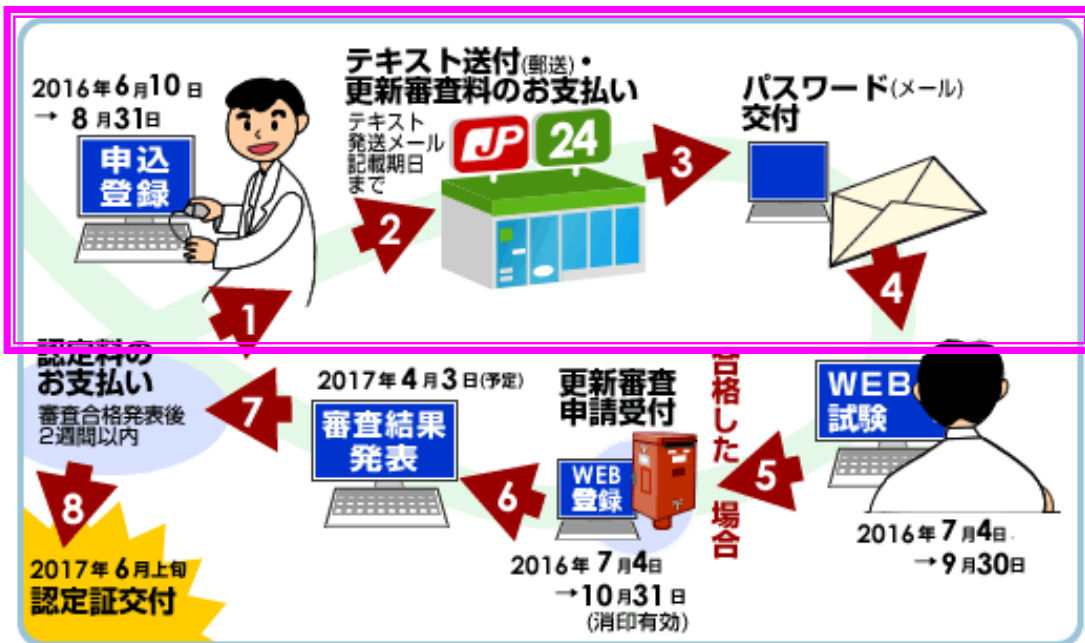 2016年6月10日
→ 8月31日
申込
登録
1
テキスト送付(郵送)・
更新審査料のお支払い
テキスト
発送メール
記載期日
まで
JP 24
2
3
パスワード(メール)
交付
4
WEB
試験
2016年7月4日
→9月30日
5
合格した
場合
更新審査
申請受付
WEB
登録
2016年7月4日
→10月31日
(消印有効)
6
2017年4月3日(予定)
審査結果
発表
7
認定料の
お支払い
審査合格発表後
2週間以内
8
2017年6月上旬
認定証交付